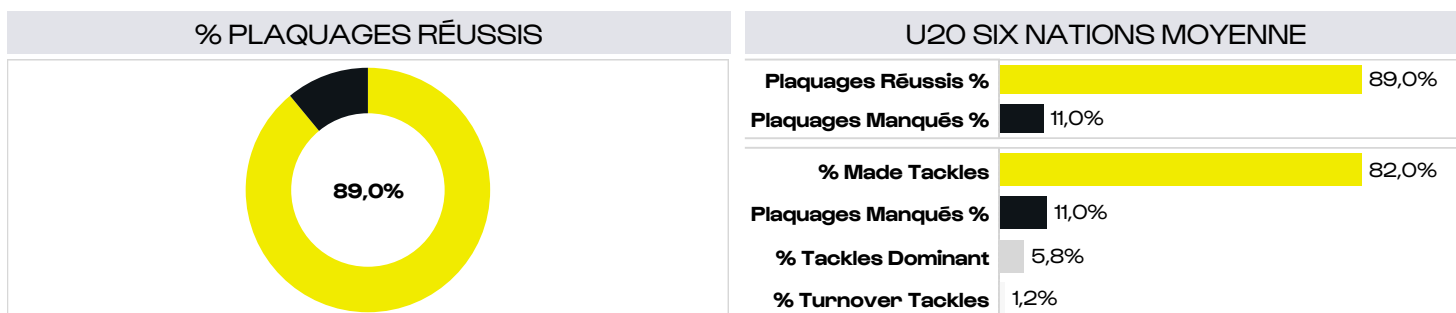 % PLAQUAGES RÉUSSIS
89,0%
U20 SIX NATIONS MOYENNE
Plaquages Réussis % 89,0%
Plaquages Manqués % 11,0%
% Made Tackles 82,0%
Plaquages Manqués % 11,0%
% Tackles Dominant 5,8%
% Turnover Tackles 1,2%